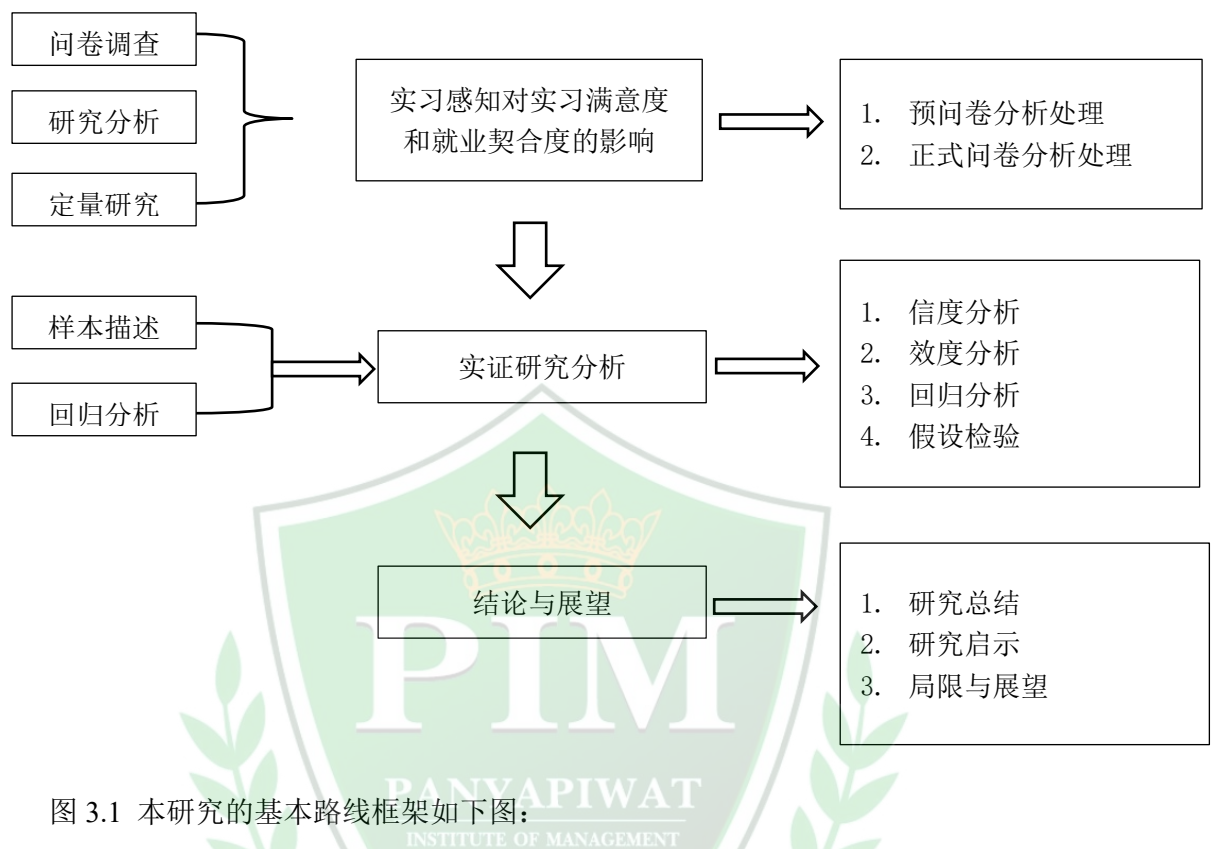 问卷调查
研究分析
定量研究
实习感知对实习满意度
和就业契合度的影响
1. 预问卷分析处理
2. 正式问卷分析处理
样本描述
回归分析
实证研究分析
1. 信度分析
2. 效度分析
3. 回归分析
4. 假设检验
结论与展望
1. 研究总结
2. 研究启示
3. 局限与展望
PIM
PANYAPIWAT
INSTITUTE OF MANAGEMENT
图 3.1 本研究的基本路线框架如下图: